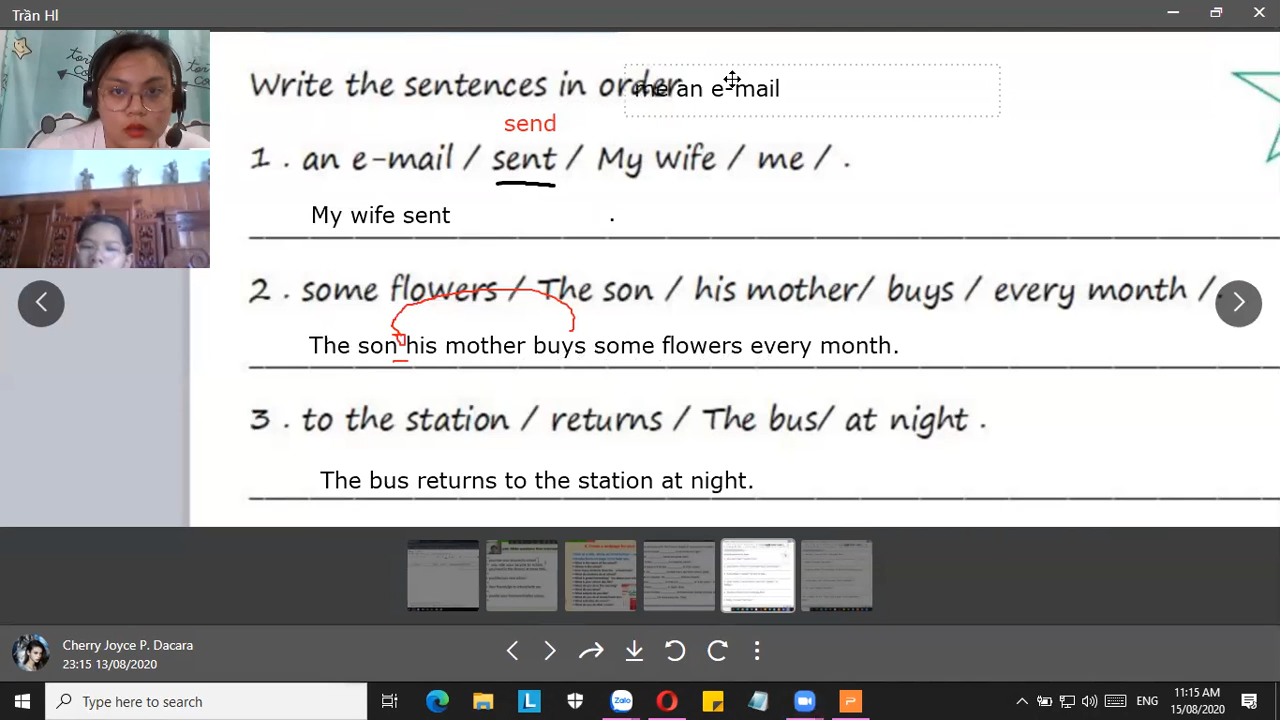 Trần Hl
Write the sentences in order
me an e-mail
send
1 . an e-mail / sent / My wife / me / .
My wife sent .
2 . some flowers / The son / his mother/ buys / every month / .
The son his mother buys some flowers every month.
3 . to the station / returns / The bus/ at night .
The bus returns to the station at night.
Cherry Joyce P. Dacara
23:15 13/08/2020
Type here to search
L
Zalo
ENG
11:15 AM
15/08/2020